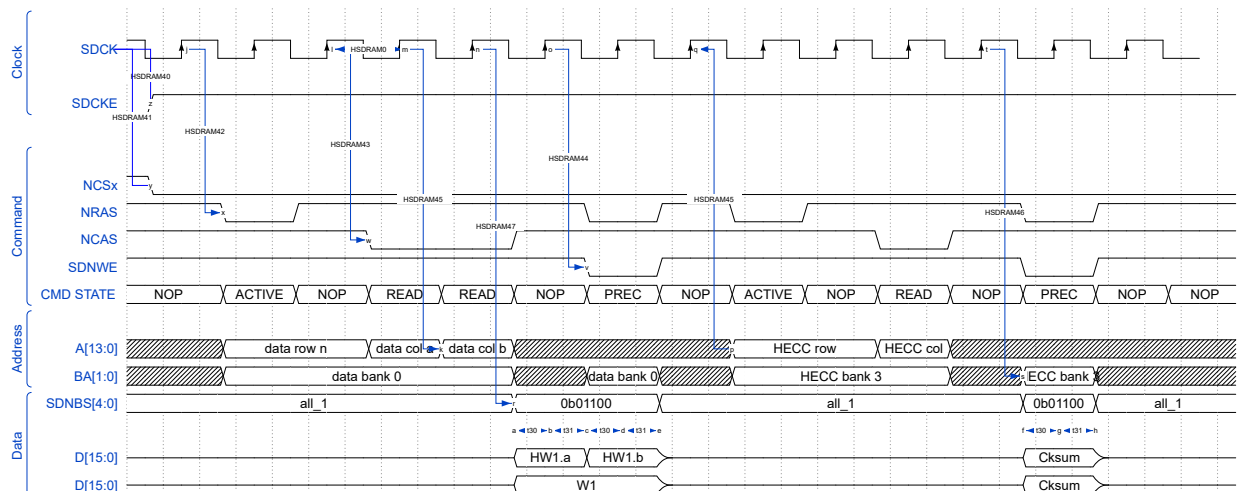 Clock
SDCK
j
l
HSDRAM0
m
n
o
q
t
HSDRAM40
SDCKE
z
HSDRAM41
HSDRAM42
HSDRAM43
HSDRAM44
Command
NCSx
y
HSDRAM45
HSDRAM45
NRAS
x
HSDRAM46
HSDRAM47
NCAS
w
SDNWE
v
CMD STATE
NOP ACTIVE NOP READ READ NOP PREC NOP ACTIVE NOP READ NOP PREC NOP NOP
Address
A[13:0]
data row n data col a k data col b p HECC row HECC col
BA[1:0]
data bank 0 data bank 0 HECC bank 3 s ECC bank
Data
SDNBS[4:0]
all_1 r 0b01100 all_1 0b01100 all_1
a t30 b t31 c t30 d t31 e f t30 g t31 h
D[15:0]
HW1.a HW1.b Cksum
D[15:0]
W1 Cksum